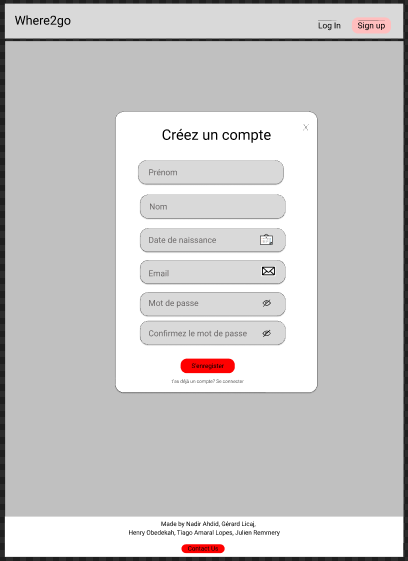 Where2go
Log In
Sign up
X
Créez un compte
Prénom
Nom
Date de naissance
Email
Mot de passe
Confirmez le mot de passe
S'enregistrer
t'as déjà un compte? Se connecter
Made by Nadir Ahdid, Gérard Licaj,
Henry Obedekah, Tiago Amaral Lopes, Julien Remmery
Contact Us